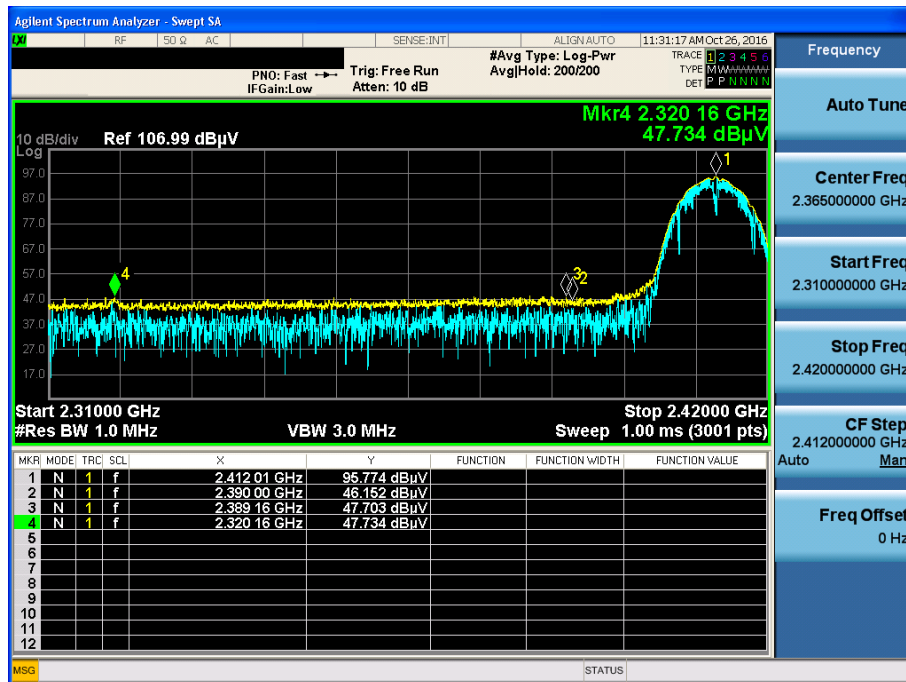 Agilent Spectrum Analyzer - Swept SA
LXI RF 50 Ω AC SENSE:INT ALIGN AUTO 11:31:17 AM Oct 26, 2016
PNO: Fast Trig: Free Run #Avg Type: Log-Pwr TRACE 1 2 3 4 5 6
IFGain:Low Atten: 10 dB Avg|Hold: 200/200 TYPE M W
DET P P N N N N
Mkr4 2.320 16 GHz
47.734 dBµV
10 dB/div Ref 106.99 dBµV
Log
97.0
87.0
77.0
67.0
57.0
47.0
37.0
27.0
17.0
1
4
3
2
Start 2.31000 GHz Stop 2.42000 GHz
#Res BW 1.0 MHz VBW 3.0 MHz Sweep 1.00 ms (3001 pts)
MKR MODE TRC SCL X Y FUNCTION FUNCTION WIDTH FUNCTION VALUE
1 N 1 f 2.412 01 GHz 95.774 dBµV
2 N 1 f 2.390 00 GHz 46.152 dBµV
3 N 1 f 2.389 16 GHz 47.703 dBµV
4 N 1 f 2.320 16 GHz 47.734 dBµV
5
6
7
8
9
10
11
12
MSG STATUS
Frequency
Auto Tune
Center Freq
2.365000000 GHz
Start Freq
2.310000000 GHz
Stop Freq
2.420000000 GHz
CF Step
2.412000000 GHz
Auto Man
Freq Offset
0 Hz